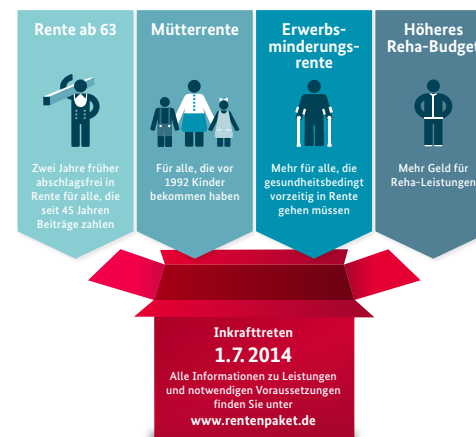 Rente ab 63
Zwei Jahre früher
abschlagsfrei in
Rente für alle, die
seit 45 Jahren
Beiträge zahlen
Mütterrente
Für alle, die vor
1992 Kinder
bekommen haben
Erwerbs-
minderungs-
rente
Mehr für alle, die
gesundheitsbedingt
vorzeitig in Rente
gehen müssen
Höheres
Reha-Budget
Mehr Geld für
Reha-Leistungen
Inkrafttreten
1.7.2014
Alle Informationen zu Leistungen
und notwendigen Voraussetzungen
finden Sie unter
www.rentenpaket.de